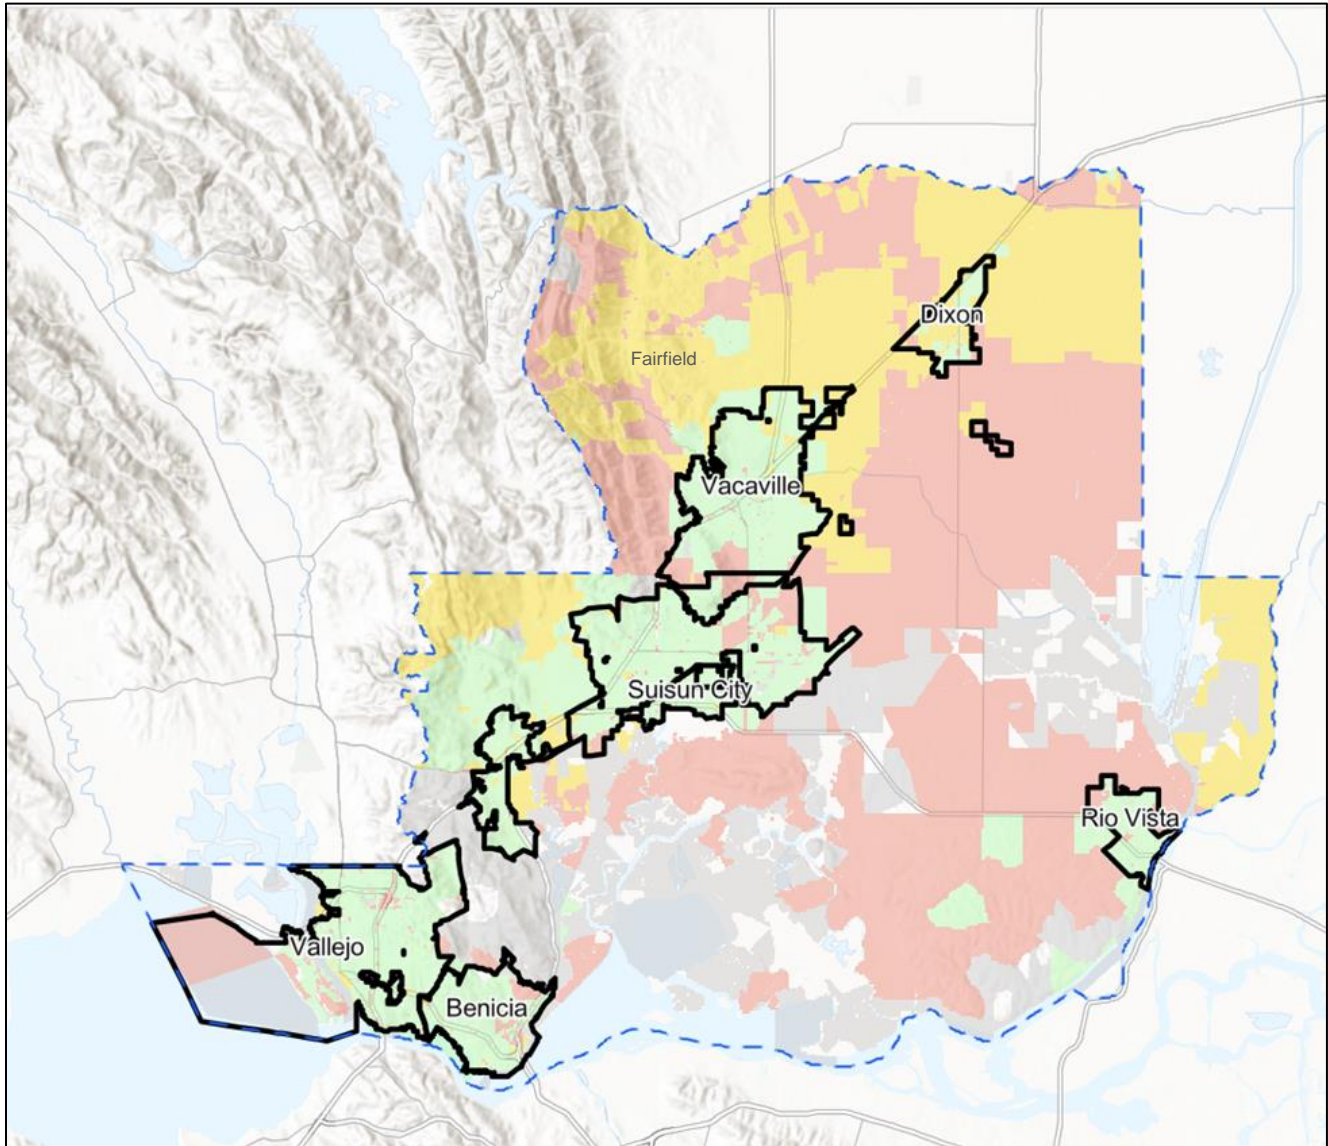 Dixon
Fairfield
Vacaville
Suisun City
Rio Vista
Vallejo
Benicia